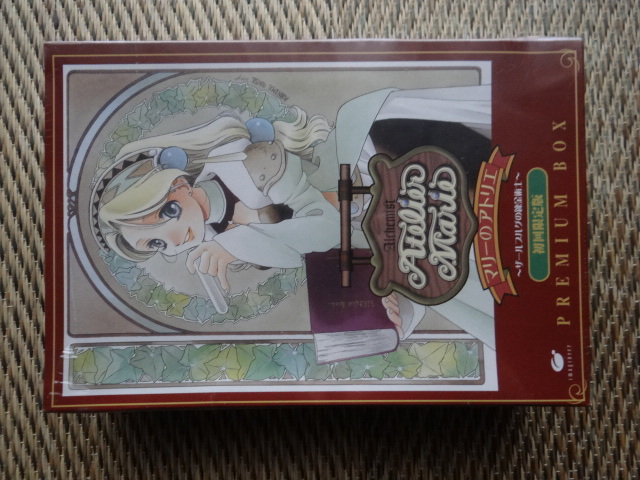 Alchemist
Atelier
Marie
マリーのアトリエ
～ザールブルグの錬金術士～
初回限定版
PREMIUM BOX
imageepoch